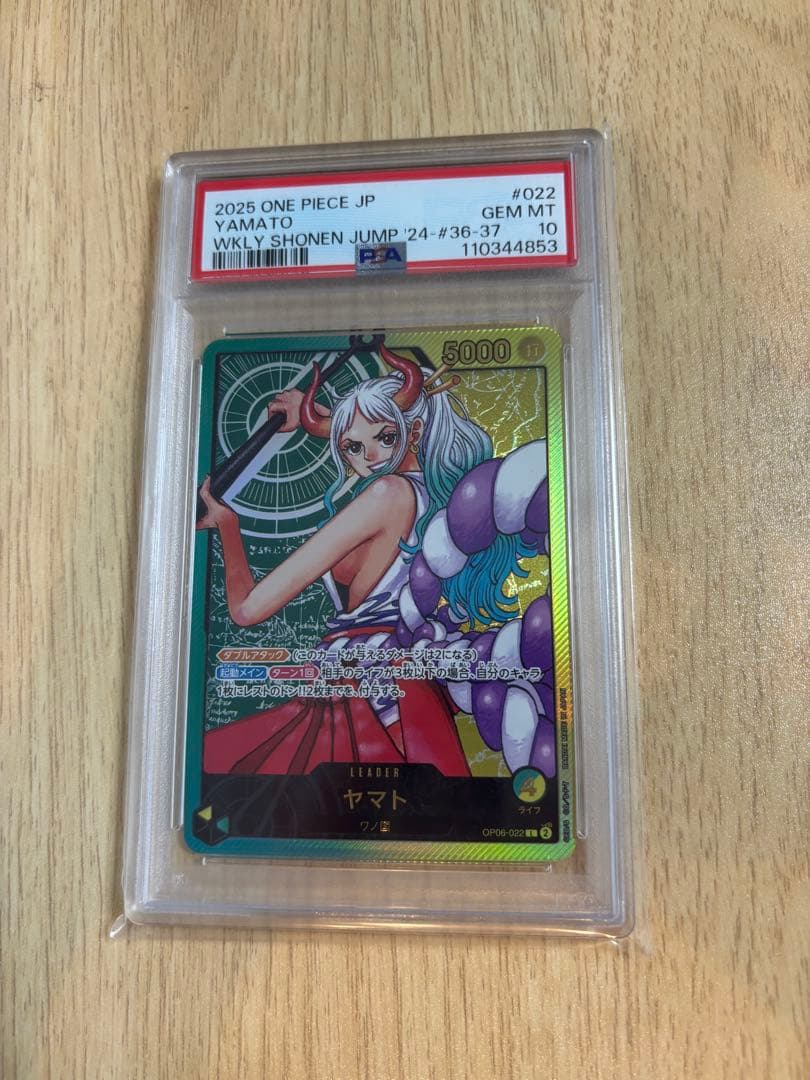 2025 ONE PIECE JP #022
YAMATO GEM MT
WKLY SHONEN JUMP '24-#36-37 10
PSA 110344853
5000
ダブルアタック (このカードが与えるダメージは2になる)
起動メイン ターン1回 相手のライフが3枚以下の場合、自分のキャラ
1枚にレストのドン!!2枚までを、付与する。
LEADER
4
ヤマト
ライフ
ワノ国
OP06-022 L 2